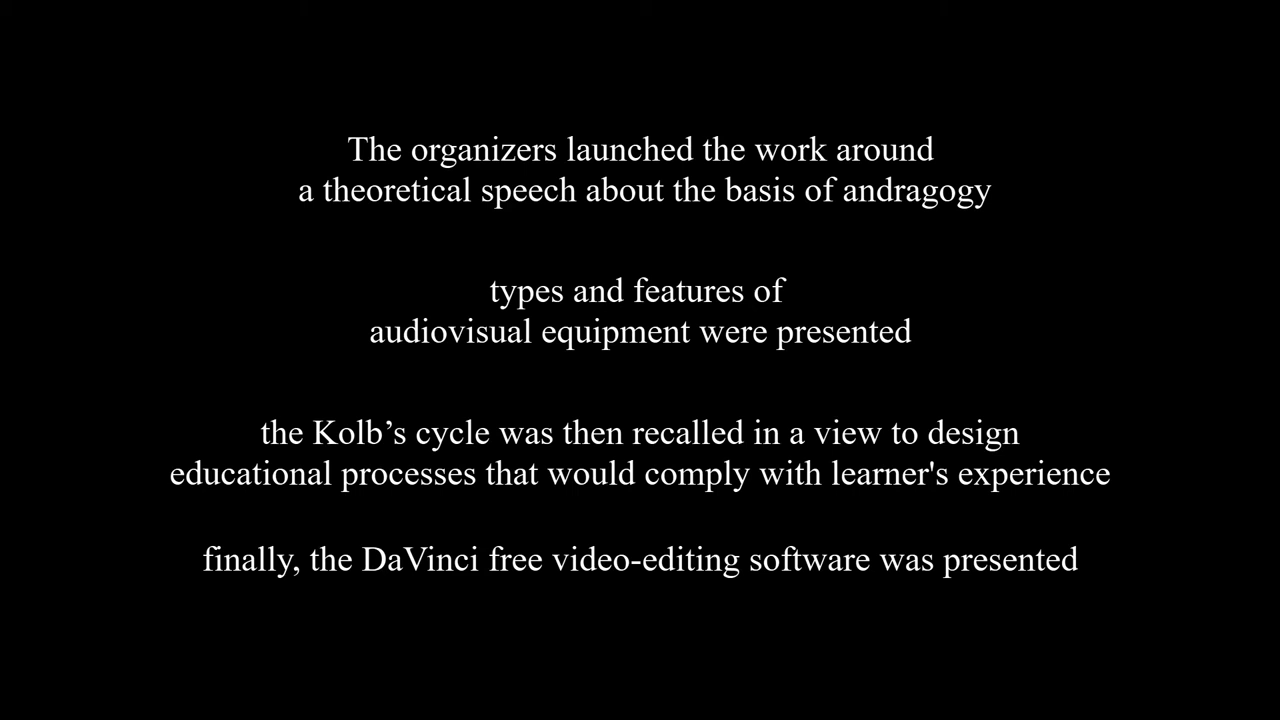 The organizers launched the work around
a theoretical speech about the basis of andragogy
types and features of
audiovisual equipment were presented
the Kolb’s cycle was then recalled in a view to design
educational processes that would comply with learner's experience
finally, the DaVinci free video-editing software was presented